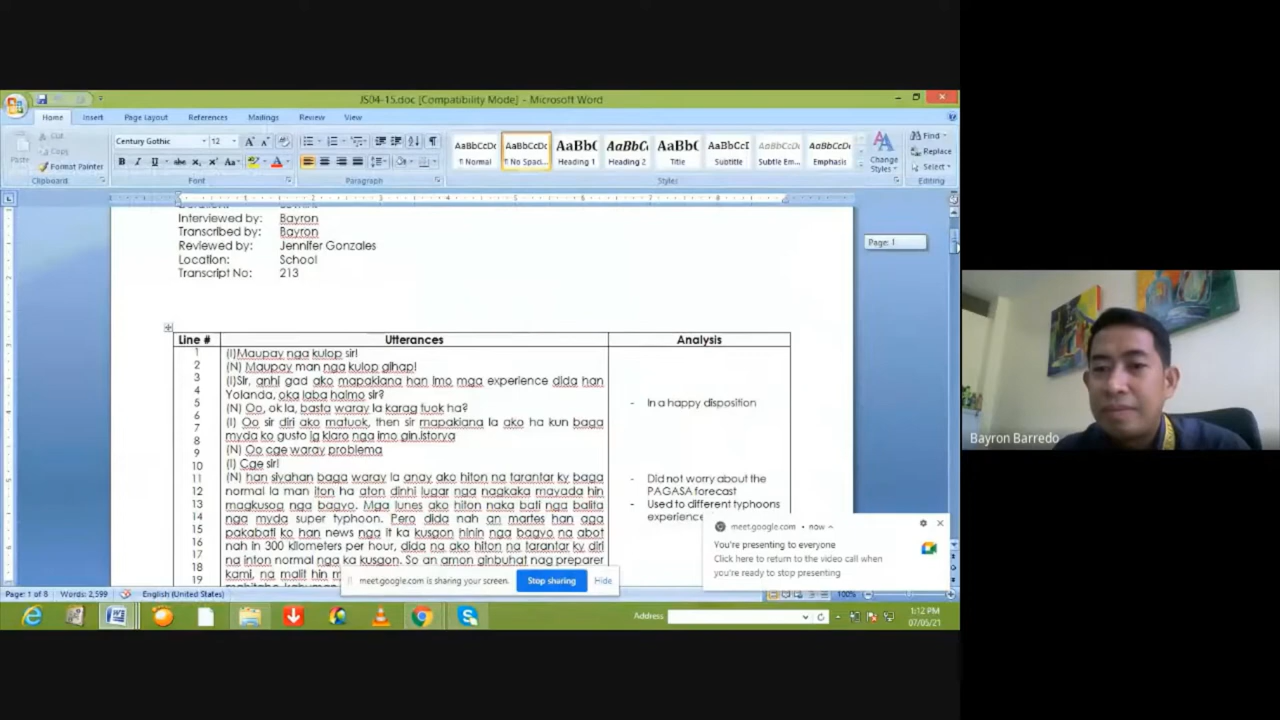 JS04-15.doc [Compatibility Mode] - Microsoft Word
Home Insert Page Layout References Mailings Review View
Paste
Cut
Copy
Format Painter
Clipboard
Century Gothic 12
B I U abe x₂ x² Aa
Font
Paragraph
AaBbCcDc AaBbCcDc AaBbC AaBbC AaBbC AaBbCcI AaBbCcDc AaBbCcDc
¶ Normal ¶ No Spaci... Heading 1 Heading 2 Title Subtitle Subtle Em... Emphasis
Styles
Change Styles
Find
Replace
Select
Editing
Interviewed by: Bayron
Transcribed by: Bayron
Reviewed by: Jennifer Gonzales
Location: School
Transcript No: 213
Page: 1
Line # Utterances Analysis
1
2
3
4
5
6
7
8
9
10
11
12
13
14
15
16
17
18
19
(I)Maupay nga kulop sir!
(N) Maupay man nga kulop gihap!
(I)Sir, anhi gad ako mapakiana han imo mga experience dida han
Yolanda, oka laba haimo sir?
(N) Oo, ok la, basta waray la karag tuok ha?
(I) Oo sir diri ako matuok, then sir mapakiana la ako ha kun baga
myda ko gusto ig klaro nga imo gin.istorya
(N) Oo cge waray problema
(I) Cge sir!
(N) han siyahan baga waray la anay ako hiton na tarantar ky baga
normal la man iton ha aton dinhi lugar nga nagkaka mayada hin
magkusog nga bagyo. Mga lunes ako hiton naka bati nga balita
nga myda super typhoon. Pero dida nah an martes han aga
pakabati ko han news nga it ka kusgon hinin nga bagyo na abot
nah in 300 kilometers per hour, dida na ako hiton na tarantar ky diri
na inton normal nga ka kusgon. So an amon ginbuhat nag preparer
kami, na malit hin
- In a happy disposition
- Did not worry about the
PAGASA forecast
- Used to different typhoons
meet.google.com • now
You're presenting to everyone
Click here to return to the video call when
you're ready to stop presenting
meet.google.com is sharing your screen. Stop sharing Hide
Page: 1 of 8 Words: 2,599 English (United States) 100%
Address
1:12 PM
07/05/21
Bayron Barredo